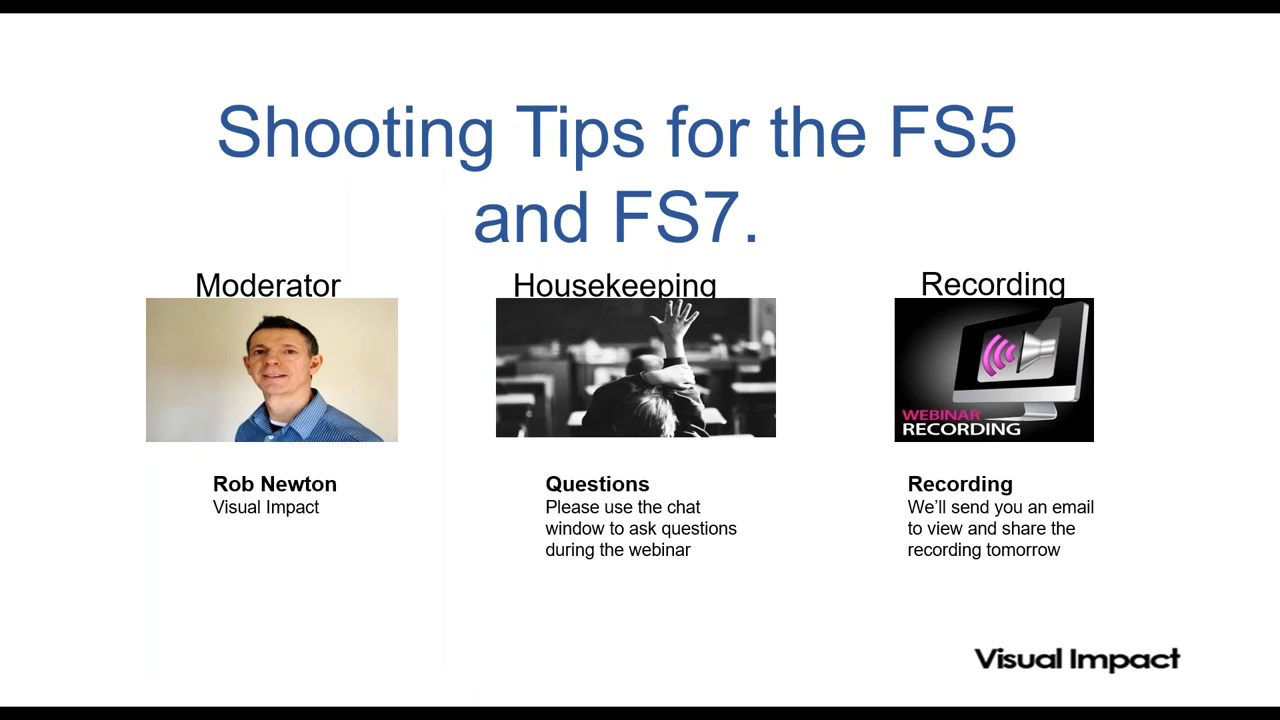 Shooting Tips for the FS5
and FS7.
Moderator
Housekeeping
Recording
WEBINAR
RECORDING
Rob Newton
Visual Impact
Questions
Please use the chat
window to ask questions
during the webinar
Recording
We’ll send you an email
to view and share the
recording tomorrow
Visual Impact